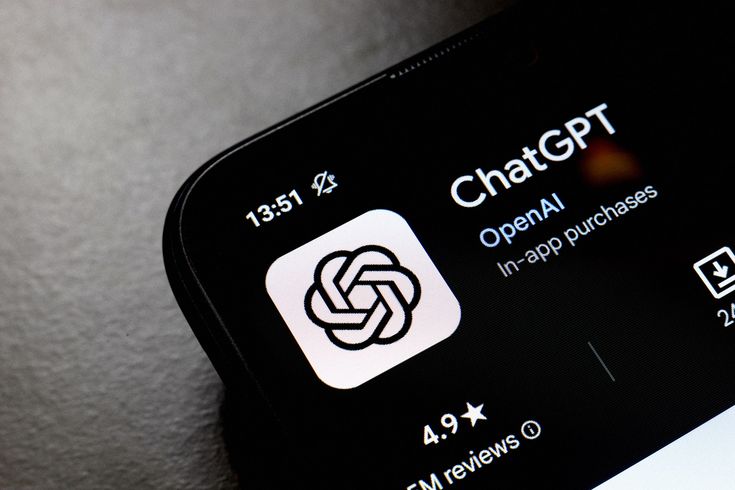 13:51
ChatGPT
OpenAI
In-app purchases
4.9★
reviews